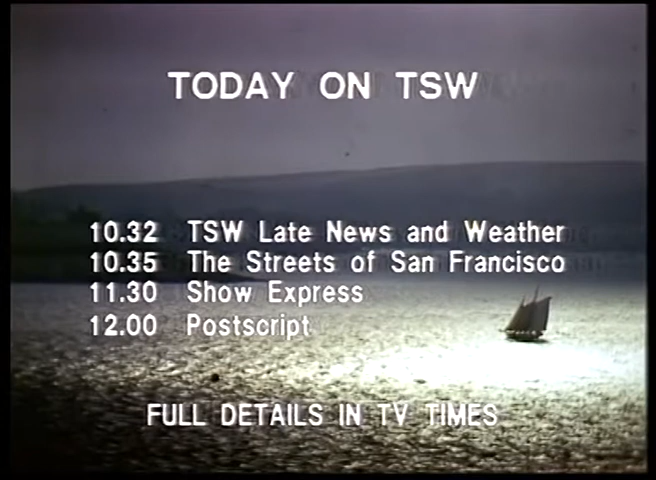 TODAY ON TSW
10.32 TSW Late News and Weather
10.35 The Streets of San Francisco
11.30 Show Express
12.00 Postscript
FULL DETAILS IN TV TIMES